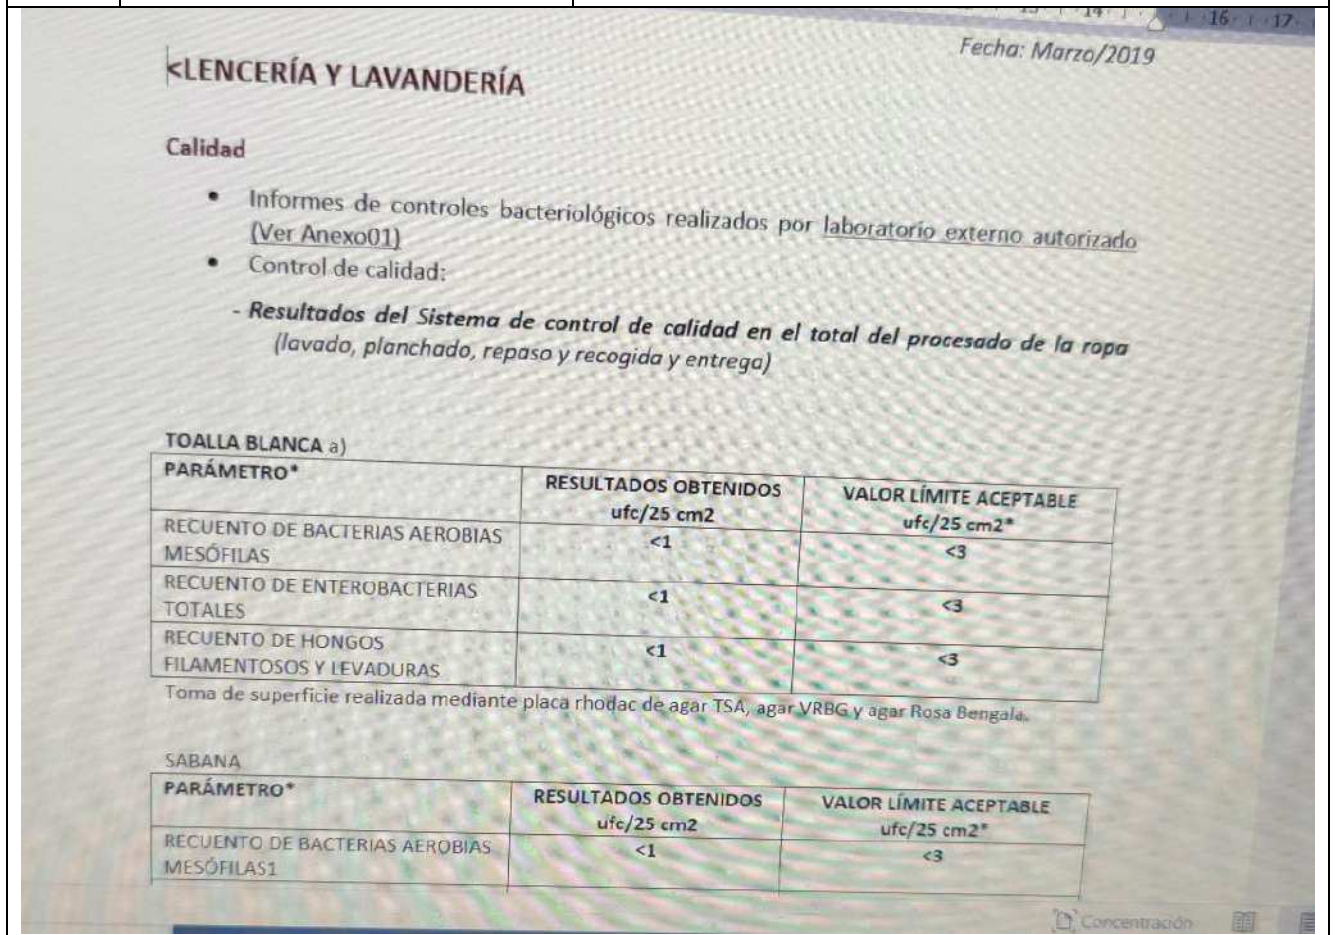 15 14 1 16 17
Fecha: Marzo/2019
<LENCERÍA Y LAVANDERÍA
Calidad
• Informes de controles bacteriológicos realizados por laboratorio externo autorizado
(Ver Anexo01)
• Control de calidad:
- Resultados del Sistema de control de calidad en el total del procesado de la ropa
(lavado, planchado, repaso y recogida y entrega)
TOALLA BLANCA a)
PARÁMETRO* RESULTADOS OBTENIDOS VALOR LÍMITE ACEPTABLE
ufc/25 cm2 ufc/25 cm2*
RECUENTO DE BACTERIAS AEROBIAS <1 <3
MESÓFILAS
RECUENTO DE ENTEROBACTERIAS <1 <3
TOTALES
RECUENTO DE HONGOS <1 <3
FILAMENTOSOS Y LEVADURAS
Toma de superficie realizada mediante placa rhodac de agar TSA, agar VRBG y agar Rosa Bengala.
SABANA
PARÁMETRO* RESULTADOS OBTENIDOS VALOR LÍMITE ACEPTABLE
ufc/25 cm2 ufc/25 cm2*
RECUENTO DE BACTERIAS AEROBIAS <1 <3
MESÓFILAS1
Concentración